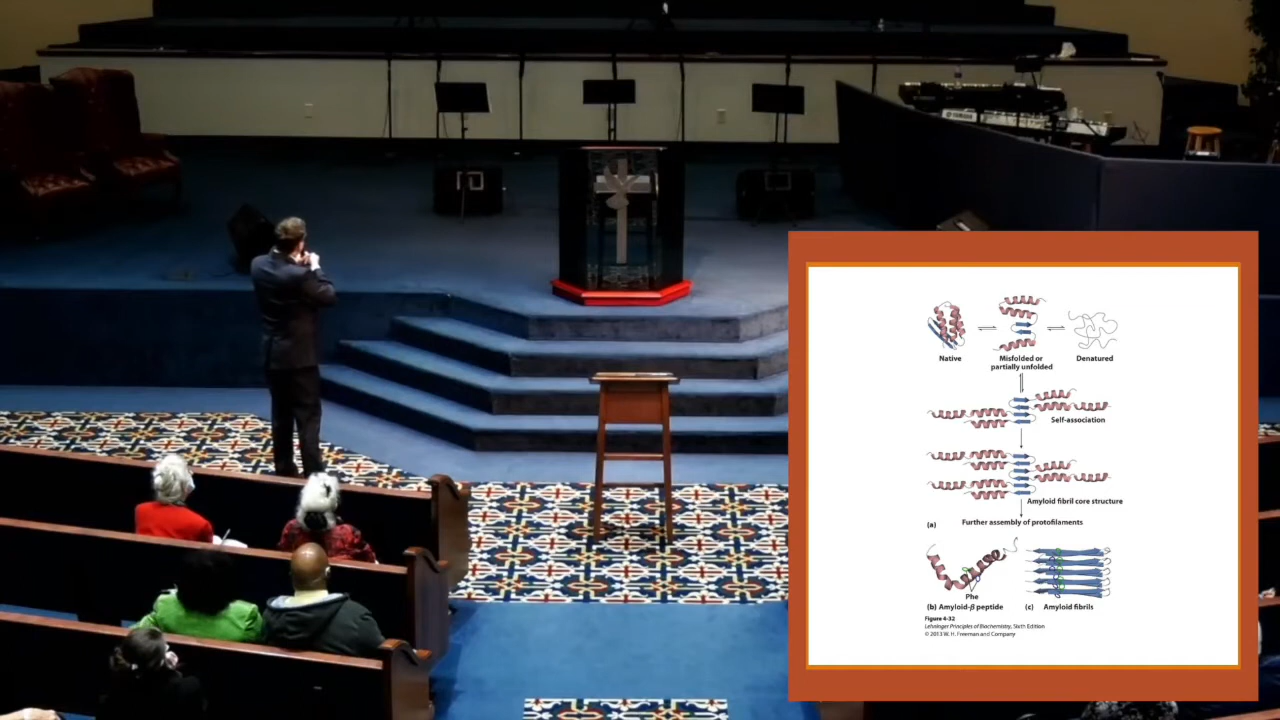 YAMAHA
Native
Misfolded or
partially unfolded
Denatured
Self-association
Amyloid fibril core structure
(a)
Further assembly of protofilaments
Phe
(b) Amyloid-β peptide
(c) Amyloid fibrils
Figure 4-32
Lehninger Principles of Biochemistry, Sixth Edition
© 2013 W. H. Freeman and Company